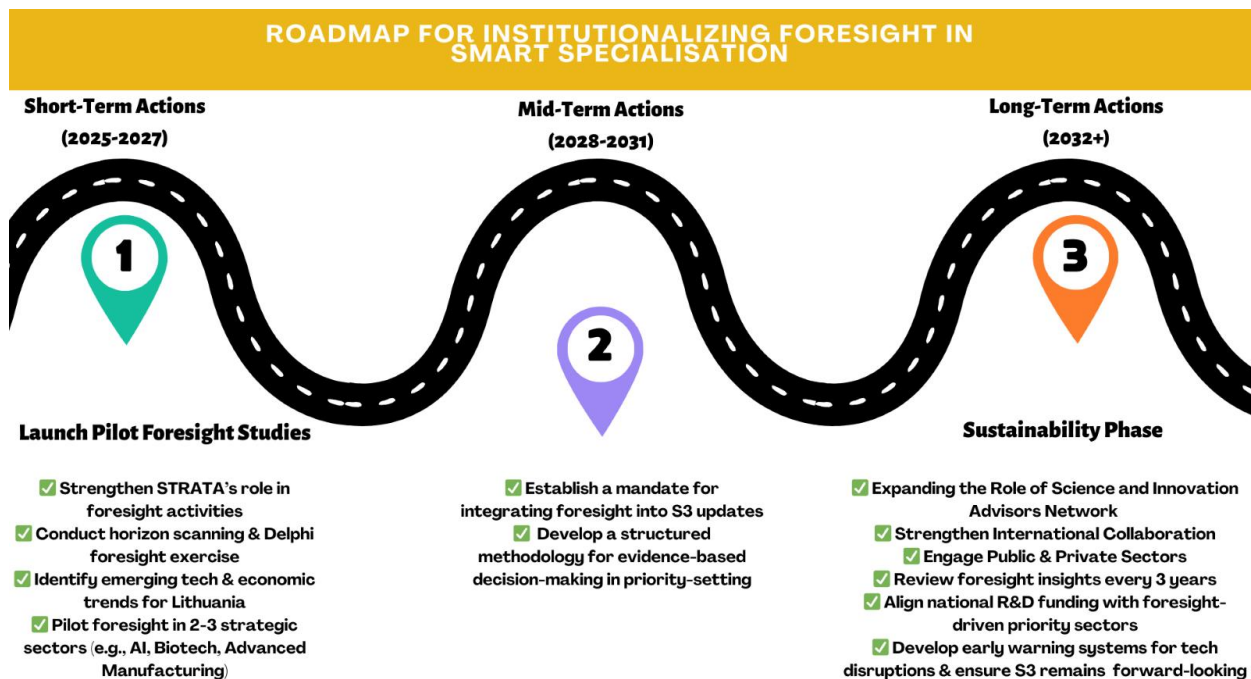 ROADMAP FOR INSTITUTIONALIZING FORESIGHT IN
SMART SPECIALISATION
Short-Term Actions
(2025-2027)
1
Launch Pilot Foresight Studies
✅ Strengthen STRATA's role in
foresight activities
✅ Conduct horizon scanning & Delphi
foresight exercise
✅ Identify emerging tech & economic
trends for Lithuania
✅ Pilot foresight in 2-3 strategic
sectors (e.g., AI, Biotech, Advanced
Manufacturing)
Mid-Term Actions
(2028-2031)
2
✅ Establish a mandate for
integrating foresight into S3 updates
✅ Develop a structured
methodology for evidence-based
decision-making in priority-setting
Long-Term Actions
(2032+)
3
Sustainability Phase
✅ Expanding the Role of Science and Innovation
Advisors Network
✅ Strengthen International Collaboration
✅ Engage Public & Private Sectors
✅ Review foresight insights every 3 years
✅ Align national R&D funding with foresight-
driven priority sectors
✅ Develop early warning systems for tech
disruptions & ensure S3 remains forward-looking